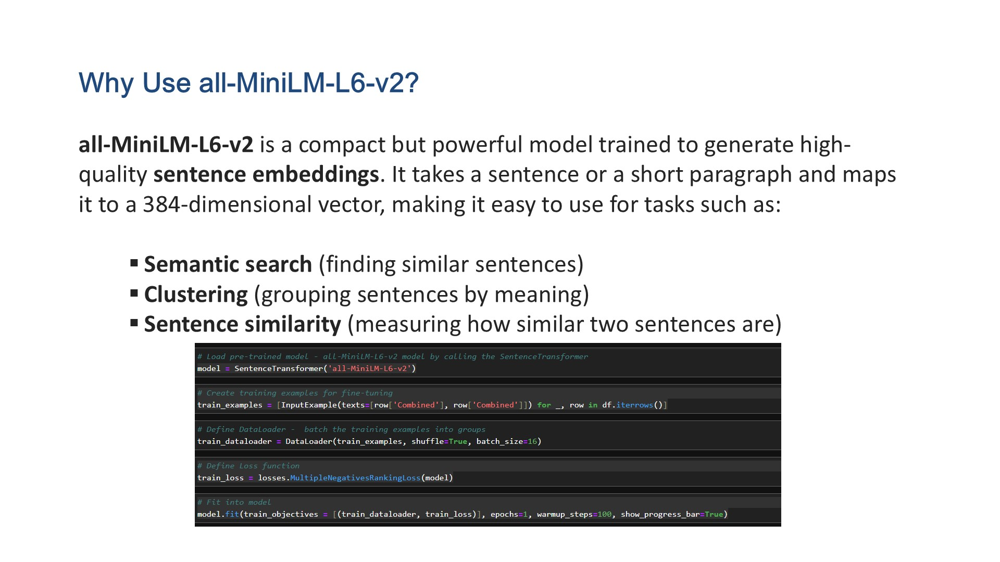 Why Use all-MiniLM-L6-v2?
all-MiniLM-L6-v2 is a compact but powerful model trained to generate high-
quality sentence embeddings. It takes a sentence or a short paragraph and maps
it to a 384-dimensional vector, making it easy to use for tasks such as:
▪ Semantic search (finding similar sentences)
▪ Clustering (grouping sentences by meaning)
▪ Sentence similarity (measuring how similar two sentences are)
# Load pre-trained model - all-MiniLM-L6-v2 model by calling the SentenceTransformer
model = SentenceTransformer('all-MiniLM-L6-v2')
# Create training examples for fine-tuning
train_examples = [InputExample(texts=[row['Combined'], row['Combined']]) for _, row in df.iterrows()]
# Define DataLoader -  batch the training examples into groups
train_dataloader = DataLoader(train_examples, shuffle=True, batch_size=16)
# Define Loss function
train_loss = losses.MultipleNegativesRankingLoss(model)
# Fit into model
model.fit(train_objectives = [(train_dataloader, train_loss)], epochs=1, warmup_steps=100, show_progress_bar=True)